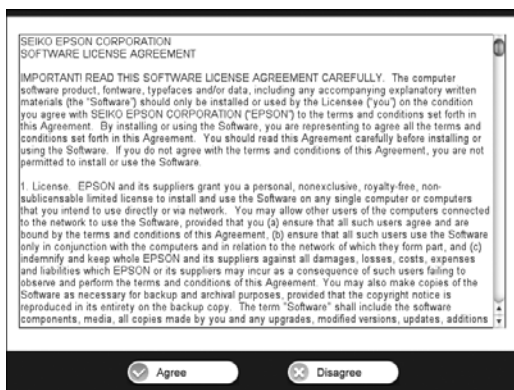 SEIKO EPSON CORPORATION
SOFTWARE LICENSE AGREEMENT
IMPORTANT! READ THIS SOFTWARE LICENSE AGREEMENT CAREFULLY. The computer
software product, fontware, typefaces and/or data, including any accompanying explanatory written
materials (the "Software") should only be installed or used by the Licensee ("you") on the condition
you agree with SEIKO EPSON CORPORATION ("EPSON") to the terms and conditions set forth in
this Agreement. By installing or using the Software, you are representing to agree all the terms and
conditions set forth in this Agreement. You should read this Agreement carefully before installing or
using the Software. If you do not agree with the terms and conditions of this Agreement, you are not
permitted to install or use the Software.
1. License. EPSON and its suppliers grant you a personal, nonexclusive, royalty-free, non-
sublicensable limited license to install and use the Software on any single computer or computers
that you intend to use directly or via network. You may allow other users of the computers connected
to the network to use the Software, provided that you (a) ensure that all such users agree and are
bound by the terms and conditions of this Agreement, (b) ensure that all such users use the Software
only in conjunction with the computers and in relation to the network of which they form part, and (c)
indemnify and keep whole EPSON and its suppliers against all damages, losses, costs, expenses
and liabilities which EPSON or its suppliers may incur as a consequence of such users failing to
observe and perform the terms and conditions of this Agreement. You may also make copies of the
Software as necessary for backup and archival purposes, provided that the copyright notice is
reproduced in its entirety on the backup copy. The term "Software" shall include the software
components, media, all copies made by you and any upgrades, modified versions, updates, additions
Agree Disagree